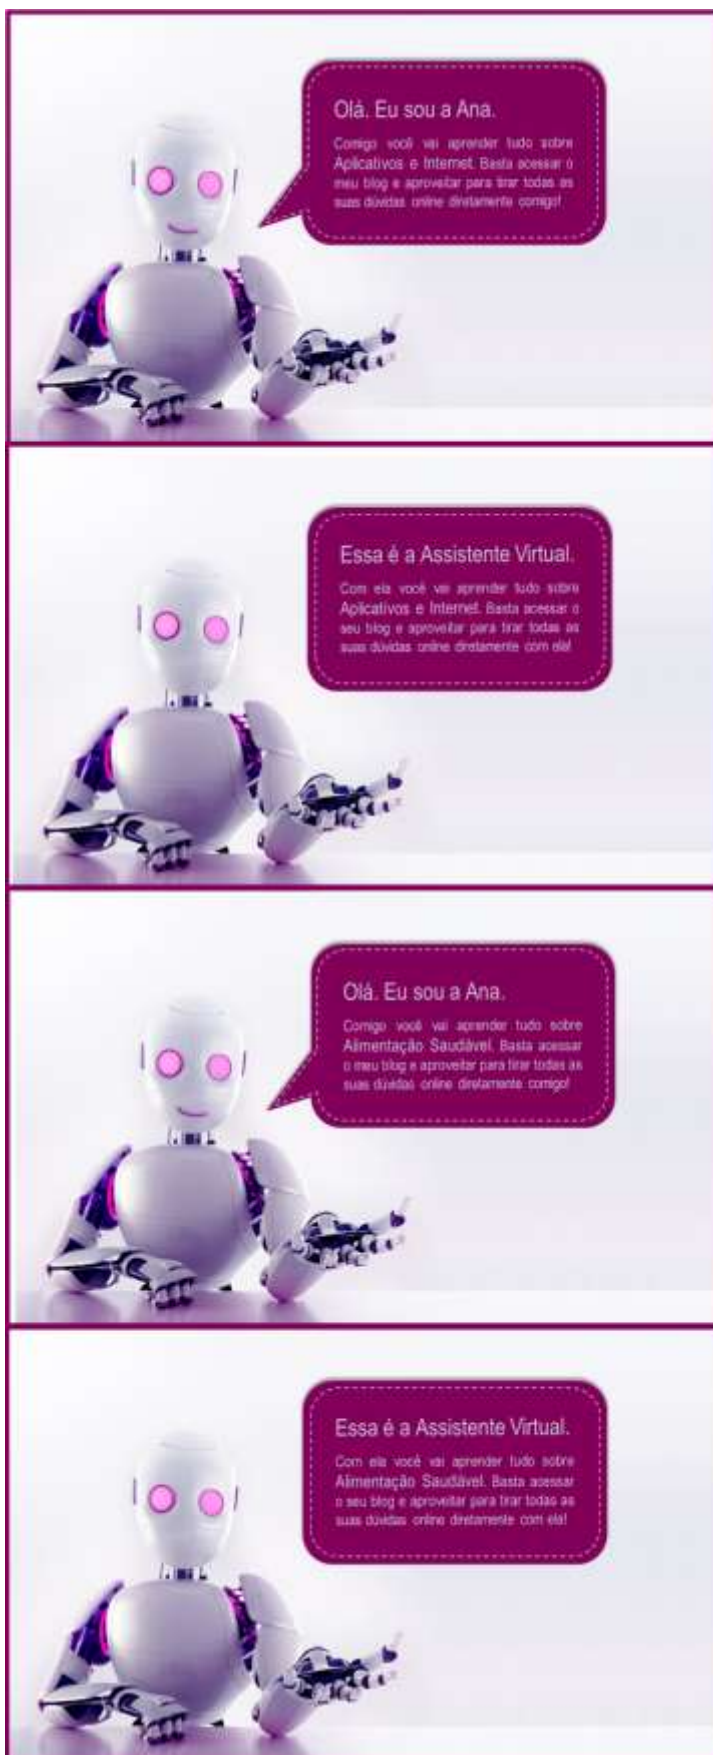 Olá. Eu sou a Ana.
Comigo você vai aprender tudo sobre
Aplicativos e Internet. Basta acessar o
meu blog e aproveitar para tirar todas as
suas dúvidas online diretamente comigo!
Essa é a Assistente Virtual.
Com ela você vai aprender tudo sobre
Aplicativos e Internet. Basta acessar o
seu blog e aproveitar para tirar todas as
suas dúvidas online diretamente com ela!
Olá. Eu sou a Ana.
Comigo você vai aprender tudo sobre
Alimentação Saudável. Basta acessar
o meu blog e aproveitar para tirar todas as
suas dúvidas online diretamente comigo!
Essa é a Assistente Virtual.
Com ela você vai aprender tudo sobre
Alimentação Saudável. Basta acessar
o seu blog e aproveitar para tirar todas as
suas dúvidas online diretamente com ela!